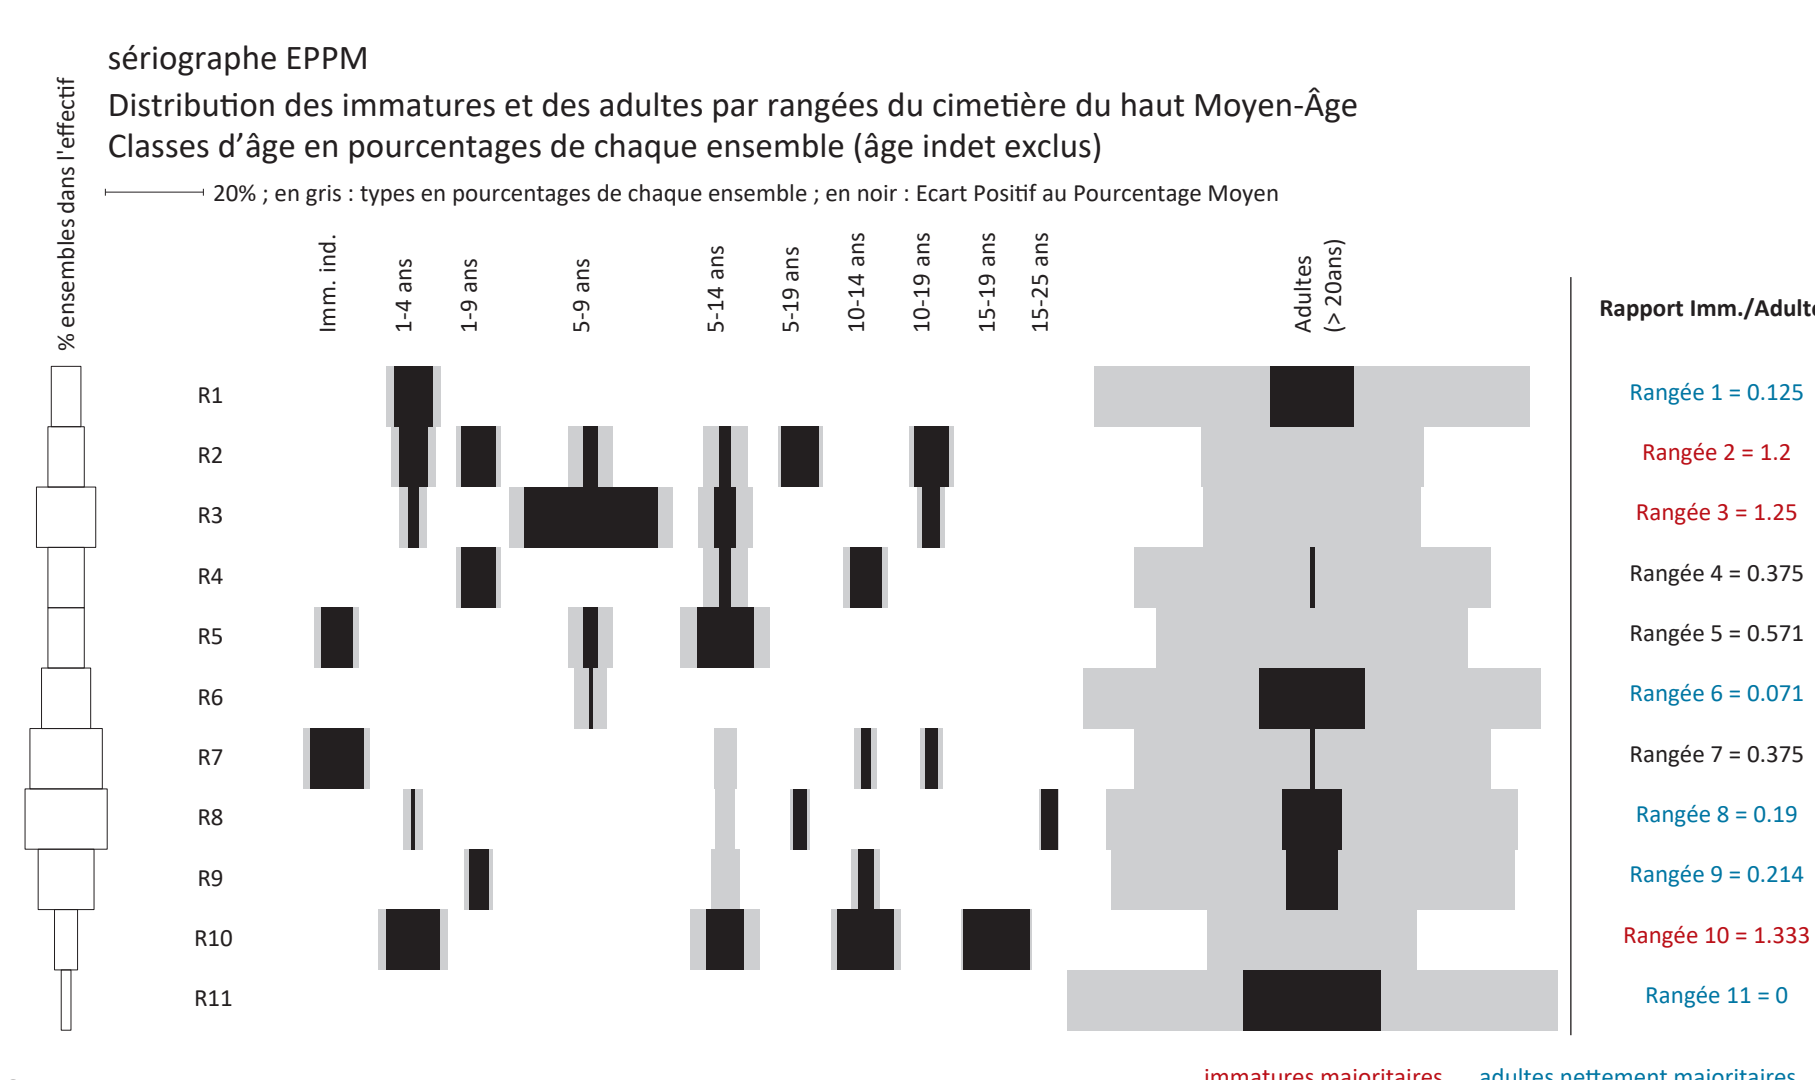 sériographe EPPM
Distribution des immatures et des adultes par rangées du cimetière du haut Moyen-Âge
Classes d’âge en pourcentages de chaque ensemble (âge indet exclus)
20% ; en gris : types en pourcentages de chaque ensemble ; en noir : Ecart Positif au Pourcentage Moyen
% ensembles dans l'effectif
Imm. ind.
1-4 ans
1-9 ans
5-9 ans
5-14 ans
5-19 ans
10-14 ans
10-19 ans
15-19 ans
15-25 ans
Adultes
(> 20ans)
Rapport Imm./Adulte
R1
Rangée 1 = 0.125
R2
Rangée 2 = 1.2
R3
Rangée 3 = 1.25
R4
Rangée 4 = 0.375
R5
Rangée 5 = 0.571
R6
Rangée 6 = 0.071
R7
Rangée 7 = 0.375
R8
Rangée 8 = 0.19
R9
Rangée 9 = 0.214
R10
Rangée 10 = 1.333
R11
Rangée 11 = 0
immatures majoritaires
adultes nettement majoritaires